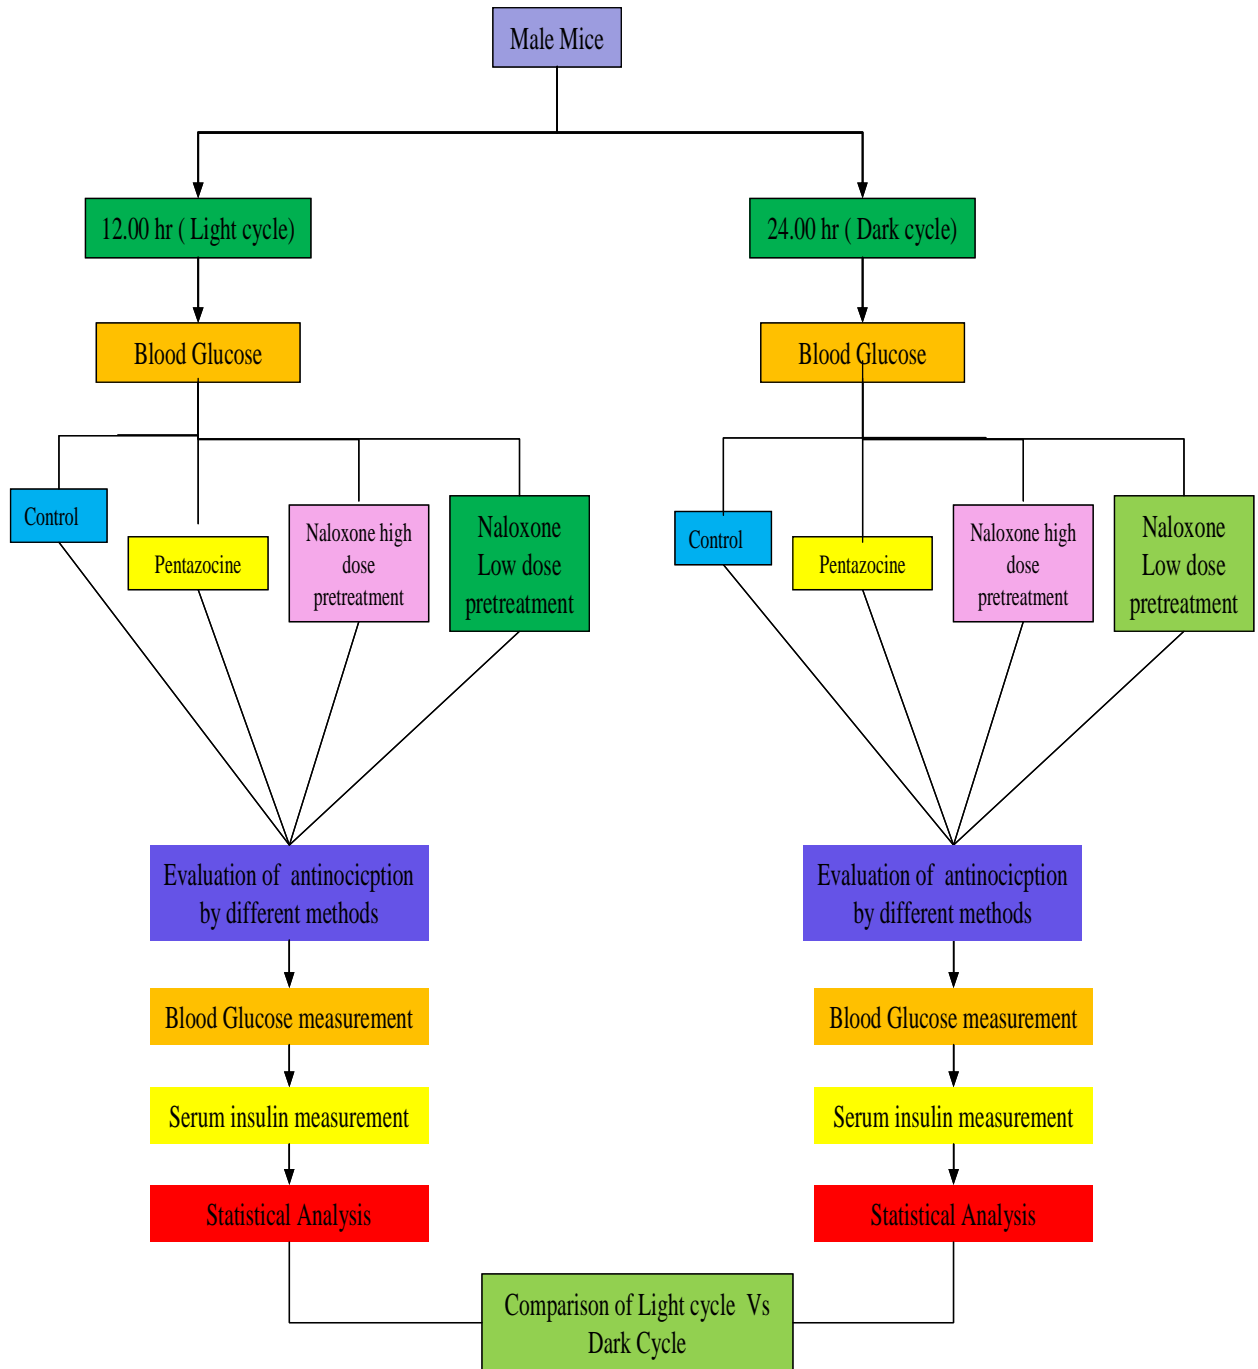 Male Mice
12.00 hr ( Light cycle)
24.00 hr ( Dark cycle)
Blood Glucose
Blood Glucose
Control
Pentazocine
Naloxone high
dose
pretreatment
Naloxone
Low dose
pretreatment
Control
Pentazocine
Naloxone high
dose
pretreatment
Naloxone
Low dose
pretreatment
Evaluation of antinocicption
by different methods
Evaluation of antinocicption
by different methods
Blood Glucose measurement
Blood Glucose measurement
Serum insulin measurement
Serum insulin measurement
Statistical Analysis
Statistical Analysis
Comparison of Light cycle Vs
Dark Cycle